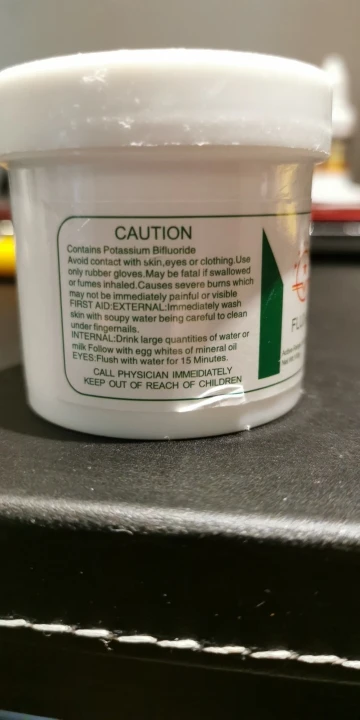 CAUTION
Contains Potassium Bifluoride
Avoid contact with skin,eyes or clothing.Use
only rubber gloves.May be fatal if swallowed
or fumes inhaled.Causes severe burns which
may not be immediately painful or visible
FIRST AID:EXTERNAL:Immediately wash
skin with soupy water being careful to clean
under fingernails.
INTERNAL:Drink large quantities of water or
milk Follow with egg whites of mineral oil
EYES:Flush with water for 15 Minutes.
CALL PHYSICIAN IMMEIDIATELY
KEEP OUT OF REACH OF CHILDREN